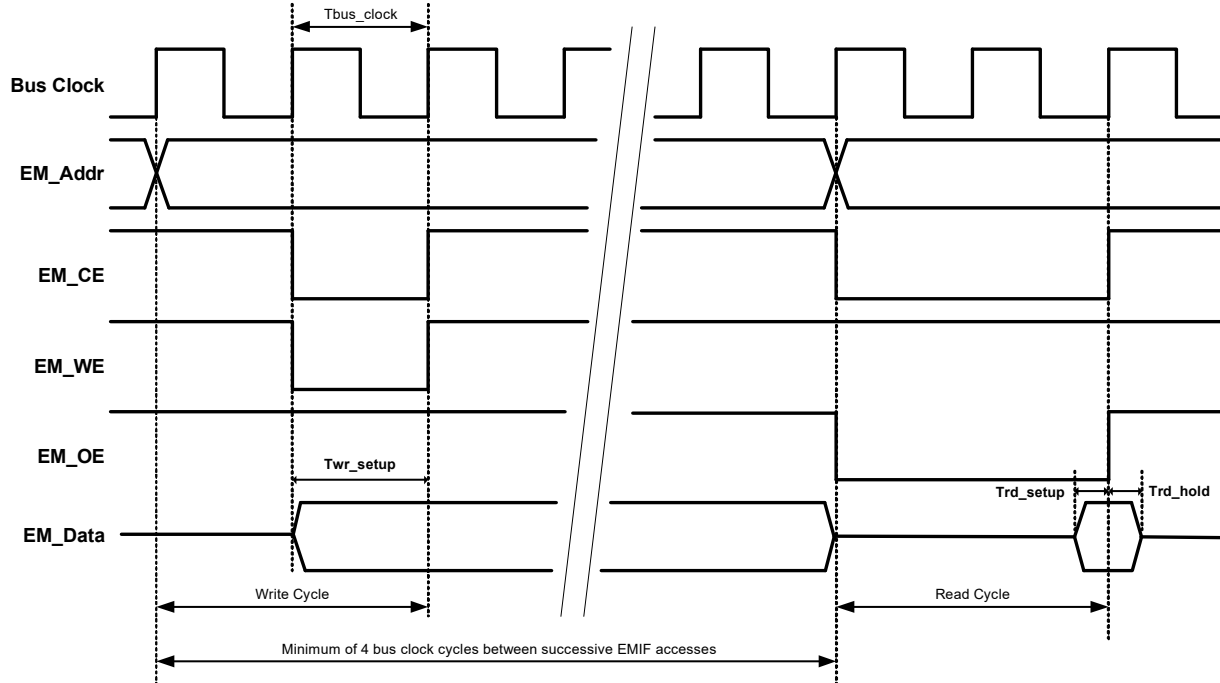 Tbus_clock
Bus Clock
EM_Addr
EM_CE
EM_WE
EM_OE
Twr_setup
Trd_setup
Trd_hold
EM_Data
Write Cycle
Read Cycle
Minimum of 4 bus clock cycles between successive EMIF accesses